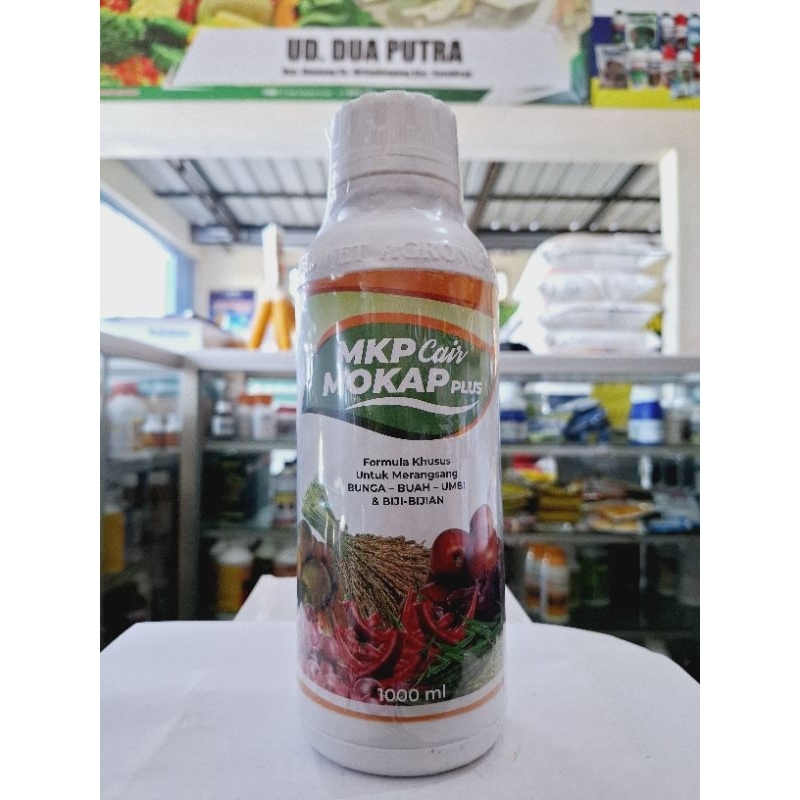 UD. DUA PUTRA
MKP Cair
MOKAP PLUS
Formula Khusus
Untuk Merangsang
BUNGA – BUAH – UMBI
& BIJI-BIJIAN
1000 ml